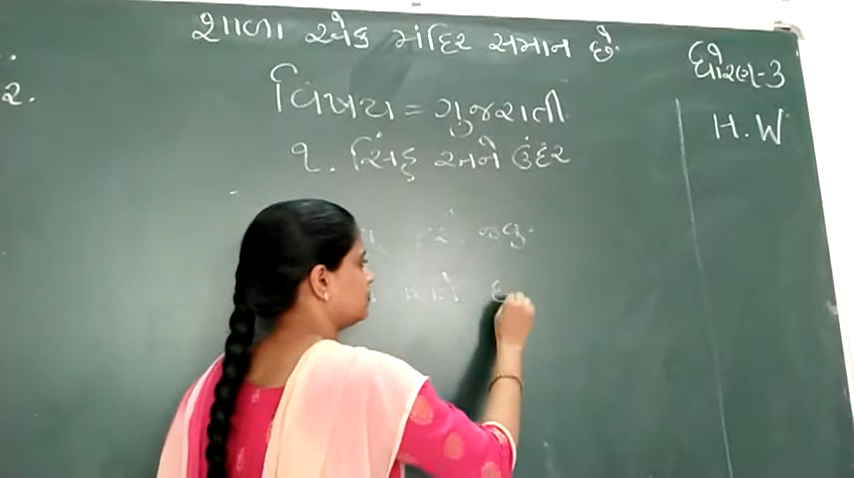 શાળા એક મંદિર સમાન છે.
ધોરણ-3
વિષય = ગુજરાતી
H.W
૧. સિંહ અને ઉંદર
૨.